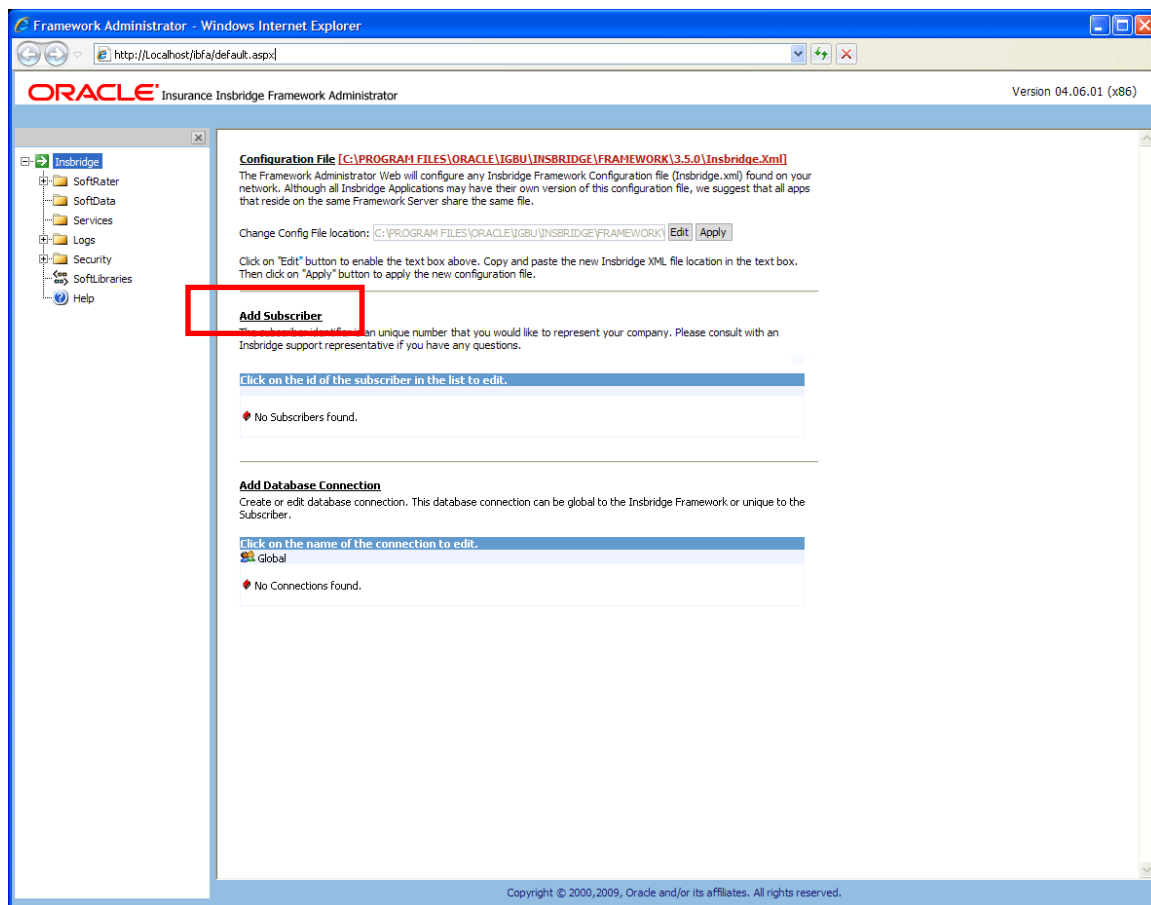 Framework Administrator - Windows Internet Explorer
http://Localhost/ibfa/default.aspx
ORACLE Insurance Insbridge Framework Administrator
Version 04.06.01 (x86)
Insbridge
SoftRater
SoftData
Services
Logs
Security
SoftLibraries
Help
Configuration File [C:\PROGRAM FILES\ORACLE\IGBU\INSBRIDGE\FRAMEWORK\3.5.0\Insbridge.Xml]
The Framework Administrator Web will configure any Insbridge Framework Configuration file (Insbridge.xml) found on your
network. Although all Insbridge Applications may have their own version of this configuration file, we suggest that all apps
that reside on the same Framework Server share the same file.
Change Config File location: C:\PROGRAM FILES\ORACLE\IGBU\INSBRIDGE\FRAMEWORK\ Edit Apply
Click on "Edit" button to enable the text box above. Copy and paste the new Insbridge XML file location in the text box.
Then click on "Apply" button to apply the new configuration file.
Add Subscriber
an unique number that you would like to represent your company. Please consult with an
Insbridge support representative if you have any questions.
Click on the id of the subscriber in the list to edit.
No Subscribers found.
Add Database Connection
Create or edit database connection. This database connection can be global to the Insbridge Framework or unique to the
Subscriber.
Click on the name of the connection to edit.
Global
No Connections found.
Copyright © 2000,2009, Oracle and/or its affiliates. All rights reserved.